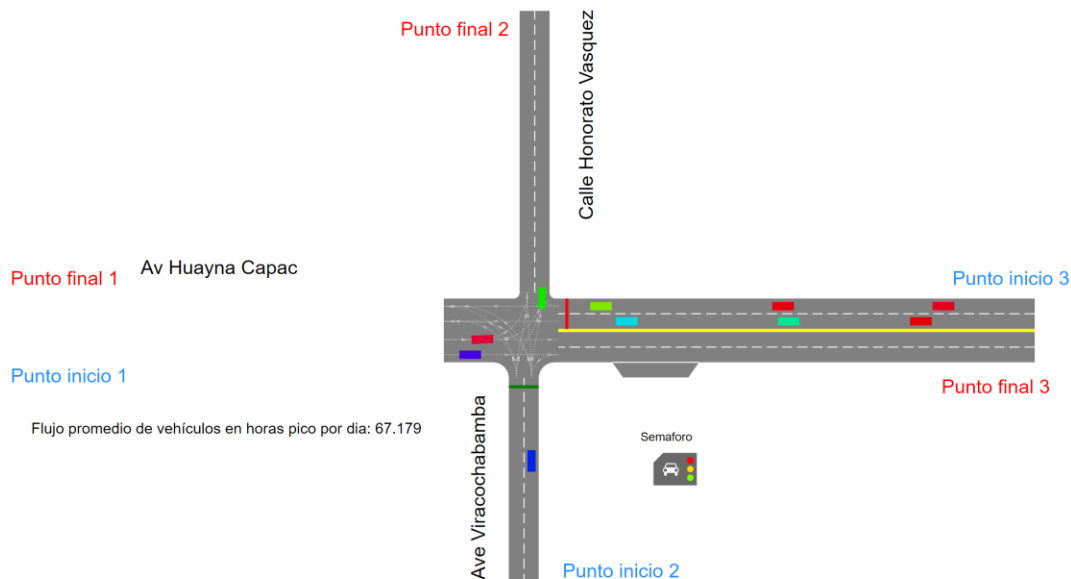 Punto final 2
Calle Honorato Vasquez
Av Huayna Capac
Punto final 1
Punto inicio 3
Punto inicio 1
Punto final 3
Flujo promedio de vehículos en horas pico por dia: 67.179
Ave Viracochabamba
Semaforo
Punto inicio 2